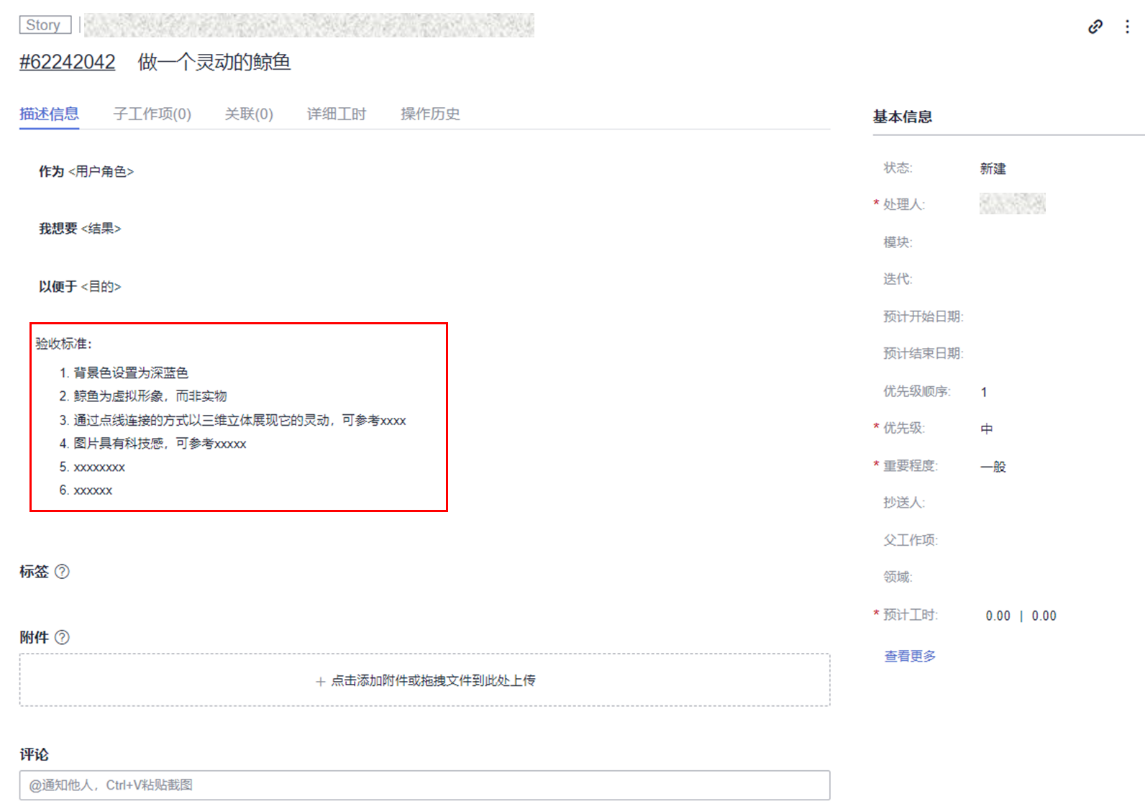 Story
#62242042 做一个灵动的鲸鱼
描述信息 子工作项(0) 关联(0) 详细工时 操作历史
作为 <用户角色>
我想要 <结果>
以便于 <目的>
验收标准：
1. 背景色设置为深蓝色
2. 鲸鱼为虚拟形象，而非实物
3. 通过点线连接的方式以三维立体展现它的灵动，可参考xxxx
4. 图片具有科技感，可参考xxxxx
5. xxxxxxxx
6. xxxxxx
标签
附件
点击添加附件或拖拽文件到此处上传
评论
@通知他人，Ctrl+V粘贴截图
基本信息
状态: 新建
* 处理人:
模块:
迭代:
预计开始日期:
预计结束日期:
优先级顺序: 1
* 优先级: 中
* 重要程度: 一般
抄送人:
父工作项:
领域:
* 预计工时: 0.00 | 0.00
查看更多